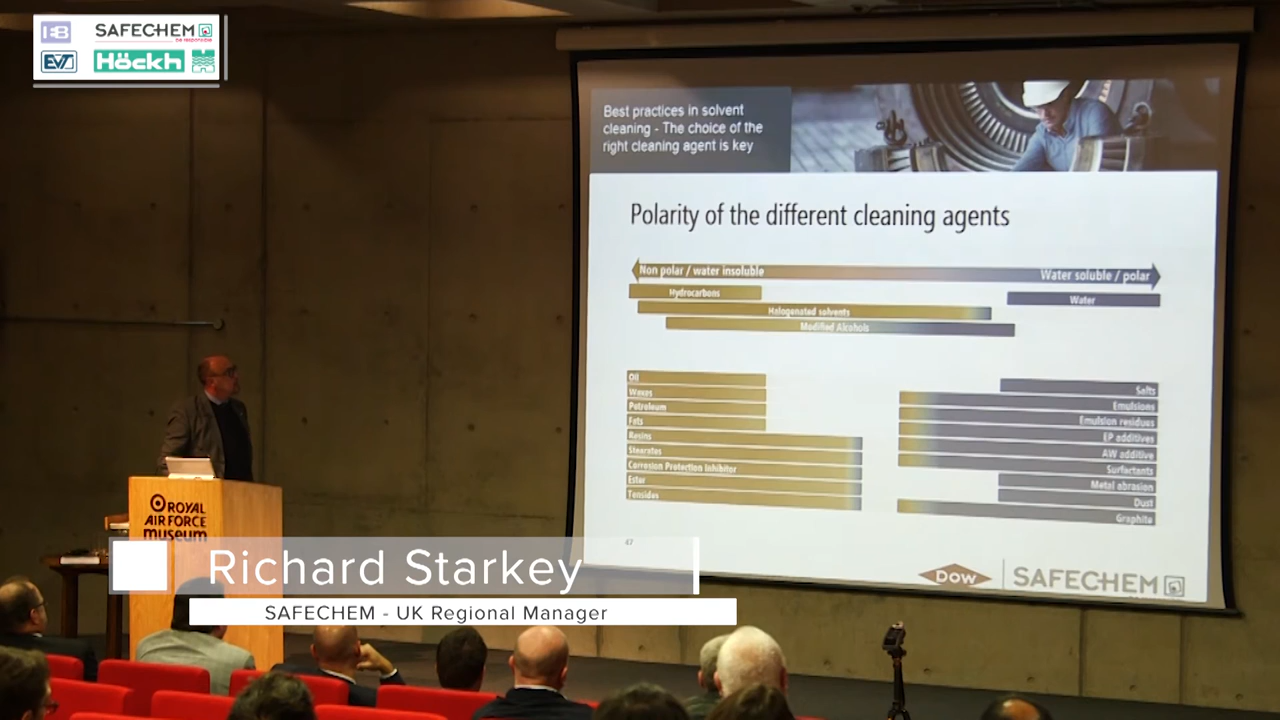 EB
SAFECHEM
EVT
Höckh
Best practices in solvent
cleaning - The choice of the
right cleaning agent is key
Polarity of the different cleaning agents
Non polar / water insoluble
Water soluble / polar
Hydrocarbons
Water
Halogenated solvents
Modified Alcohols
Oil
Waxes
Petroleum
Fats
Resins
Stearates
Corrosion Protection Inhibitor
Ester
Tensides
Salts
Emulsions
Emulsion residues
EP additives
AW additive
Surfactants
Metal abrasion
Dust
Graphite
47
DOW
SAFECHEM
ROYAL
AIR FORCE
museum
Richard Starkey
SAFECHEM - UK Regional Manager